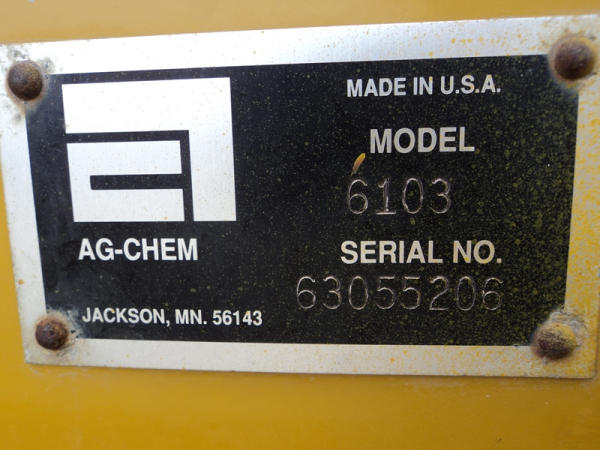 MADE IN U.S.A.
MODEL
6103
AG-CHEM
SERIAL NO.
63055206
JACKSON, MN. 56143